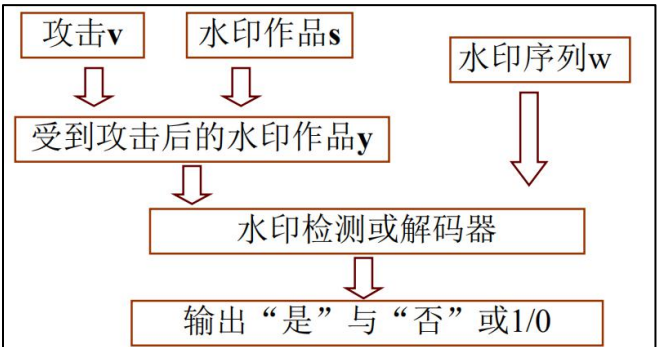 攻击v
水印作品s
水印序列w
受到攻击后的水印作品y
水印检测或解码器
输出“是”与“否”或1/0